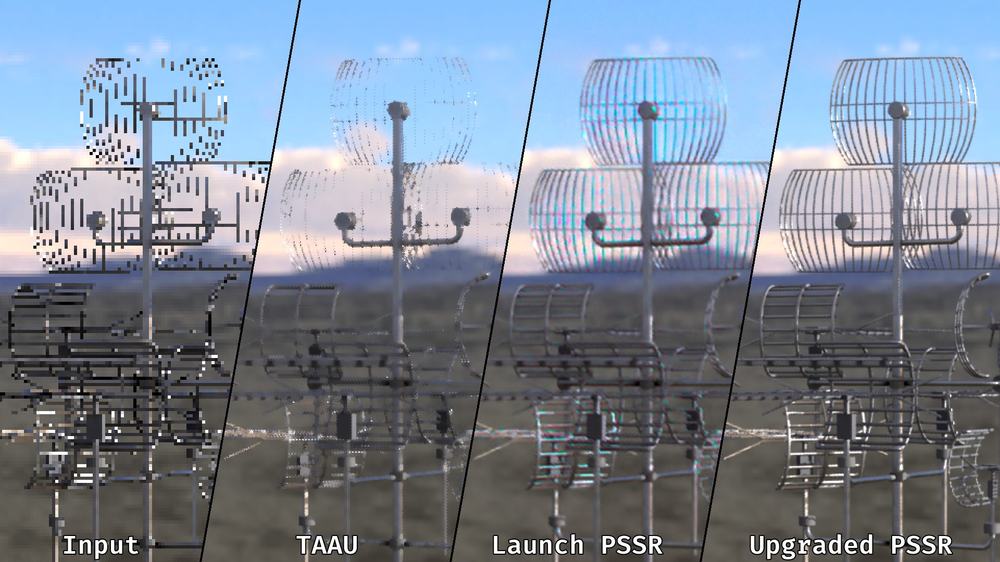 Input
TAAU
Launch PSSR
Upgraded PSSR